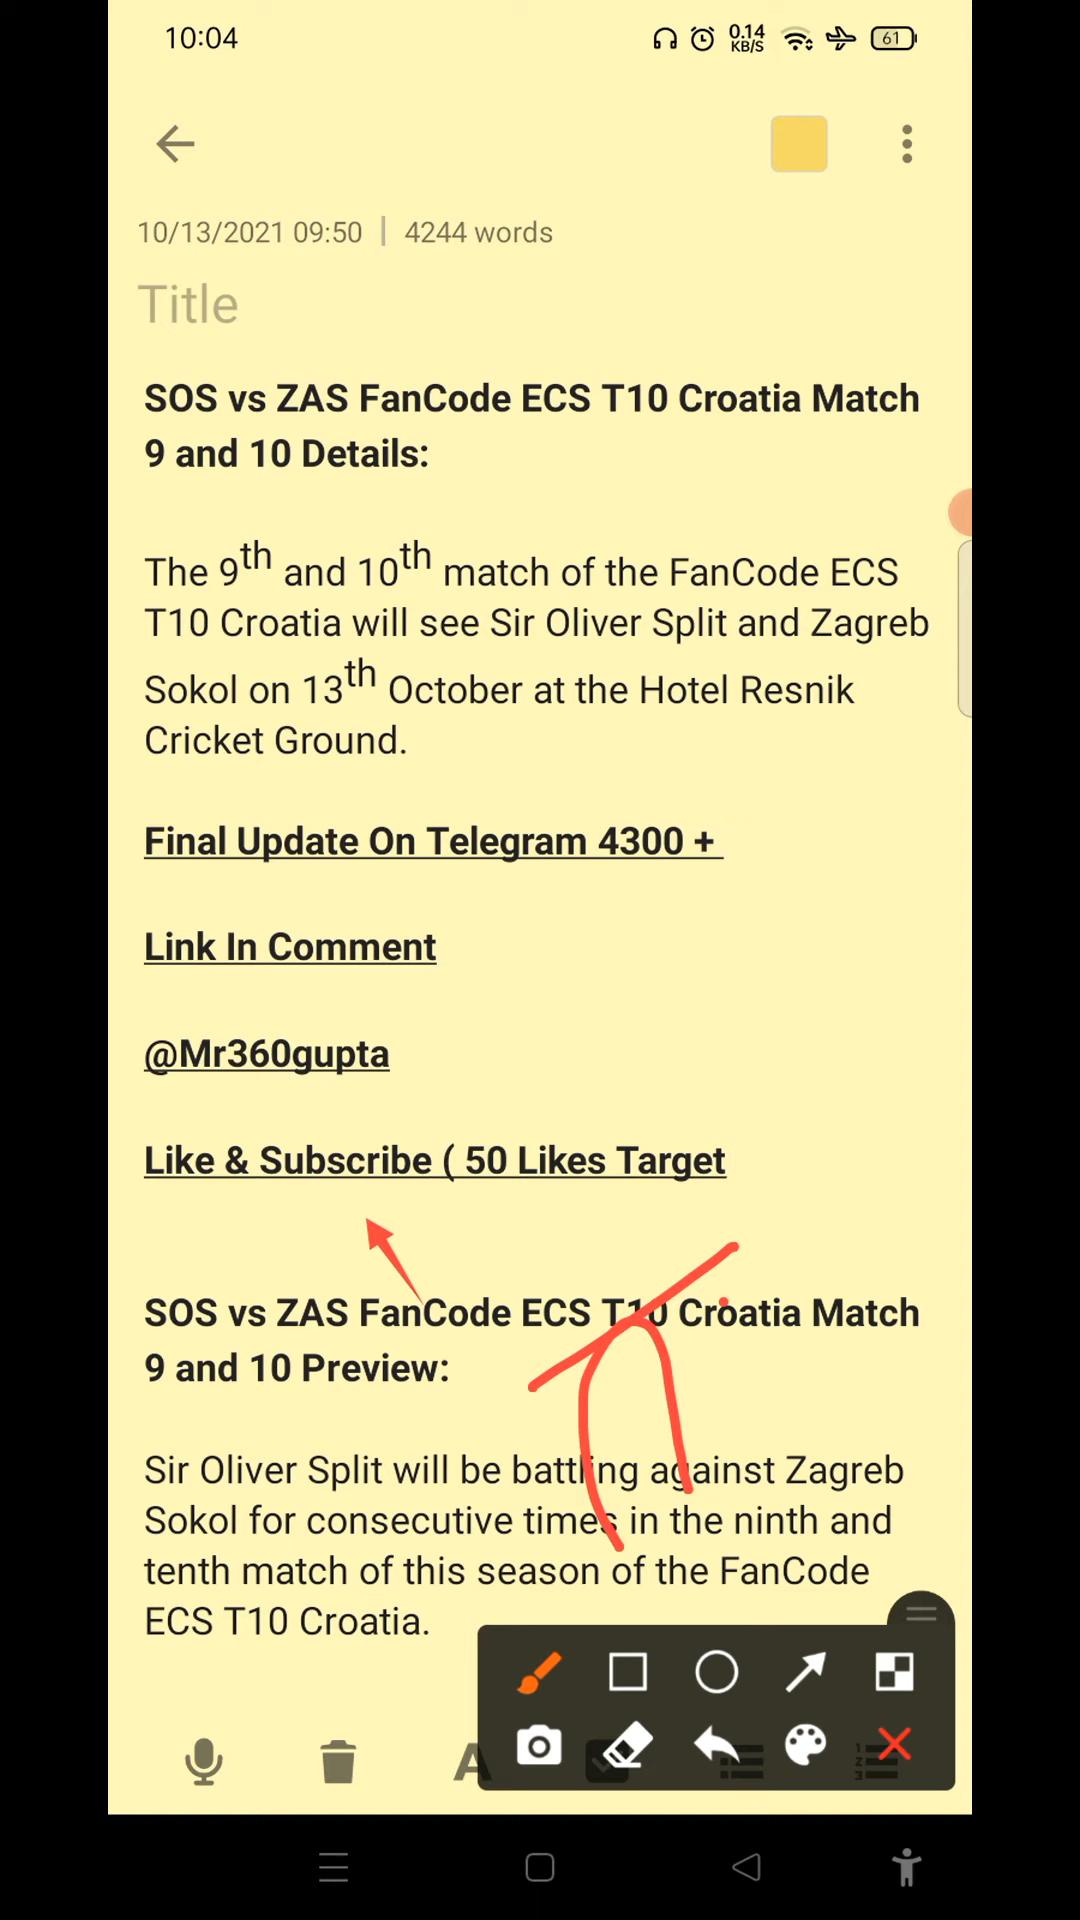 10:04
0.14
KB/S
61
10/13/2021 09:50 | 4244 words
Title
SOS vs ZAS FanCode ECS T10 Croatia Match
9 and 10 Details:
The 9th and 10th match of the FanCode ECS
T10 Croatia will see Sir Oliver Split and Zagreb
Sokol on 13th October at the Hotel Resnik
Cricket Ground.
Final Update On Telegram 4300 +
Link In Comment
@Mr360gupta
Like & Subscribe ( 50 Likes Target
SOS vs ZAS FanCode ECS T10 Croatia Match
9 and 10 Preview:
Sir Oliver Split will be battling against Zagreb
Sokol for consecutive times in the ninth and
tenth match of this season of the FanCode
ECS T10 Croatia.